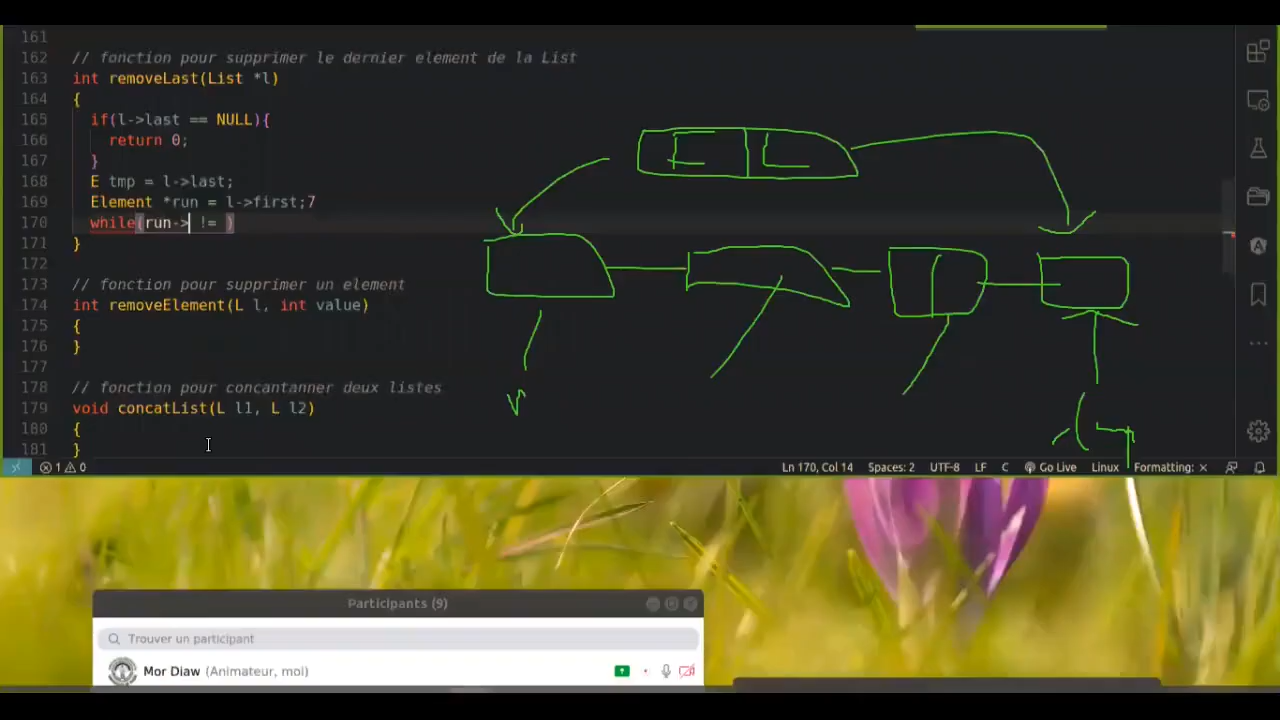 161
162 // fonction pour supprimer le dernier element de la List
163 int removeLast(List *l)
164 {
165 if(l->last == NULL){
166 return 0;
167 }
168 E tmp = l->last;
169 Element *run = l->first;7
170 while(run-> != )
171 }
172
173 // fonction pour supprimer un element
174 int removeElement(L l, int value)
175 {
176 }
177
178 // fonction pour concantanner deux listes
179 void concatList(L l1, L l2)
180 {
181 }
1 0
Ln 170, Col 14 Spaces: 2 UTF-8 LF C Go Live Linux Formatting: ×
Participants (9)
Trouver un participant
Mor Diaw (Animateur, moi)